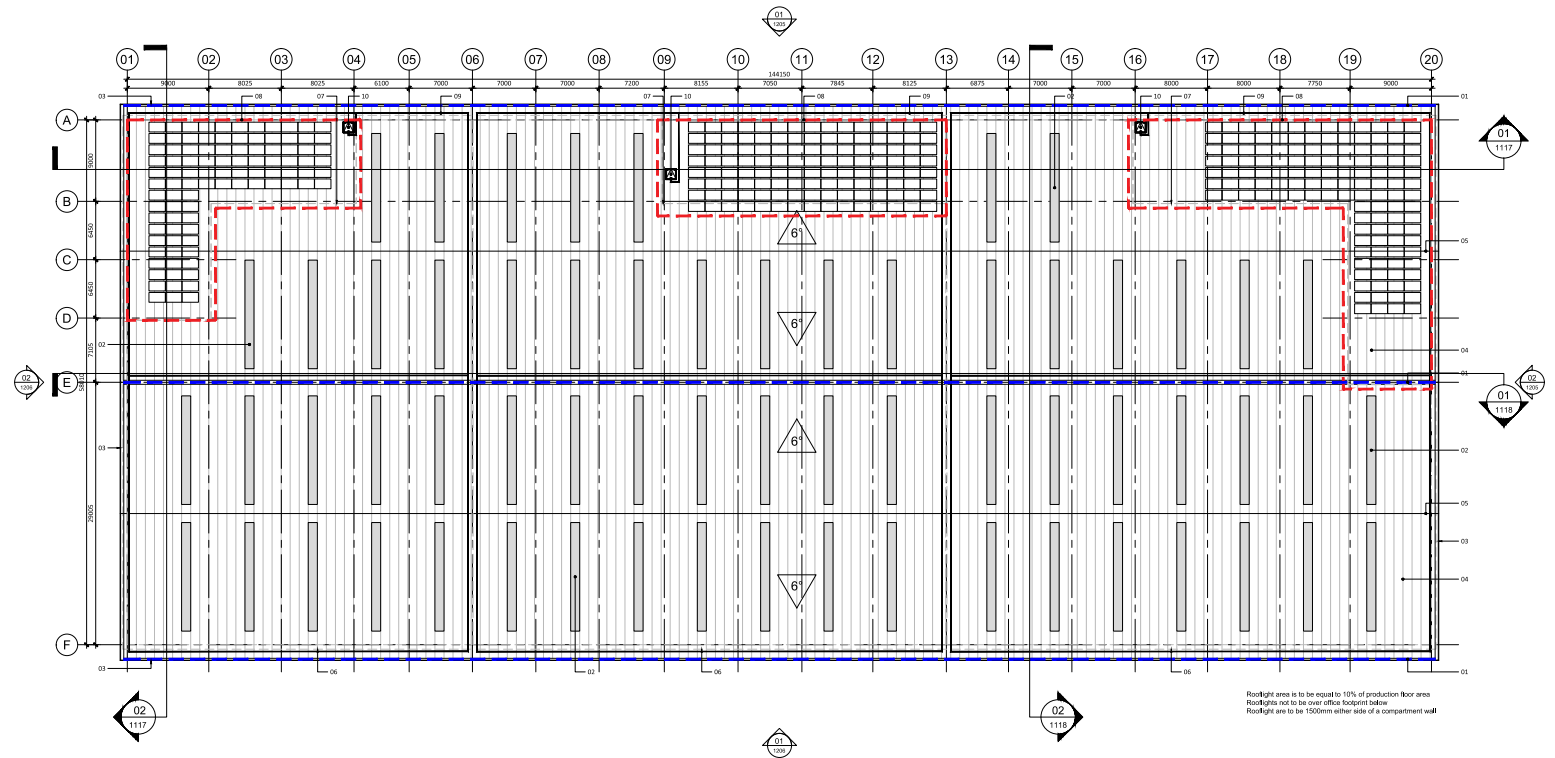 01
1205
01 02 03 04 05 06 07 08 09 10 11 12 13 14 15 16 17 18 19 20
144150
9000 8025 8025 6100 7000 7000 7000 7200 8155 7050 7845 8125 6875 7000 7000 8000 8000 7750 9000
03 08 07 10 09 07 10 08 09 02 10 07 09 08 01
A
01
1117
9000
B
6°
6450
05
C
6450
D
6°
02
04
7105
02
1206
E
58010
01
02
1205
01
1118
6°
03
02
29005
05
03
6°
04
F
03 06 02 06 06 01
02
1117
02
1118
Rooflight area is to be equal to 10% of production floor area
Rooflights not to be over office footprint below
Rooflight are to be 1500mm either side of a compartment wall
01
1206